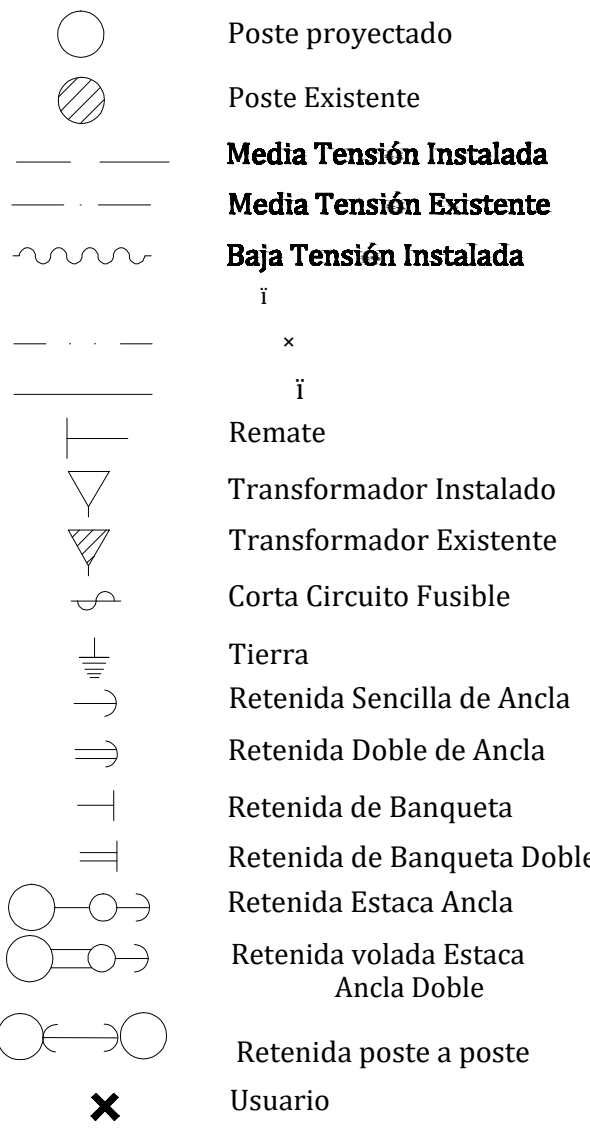 Poste proyectado
Poste Existente
Media Tensión Instalada
Media Tensión Existente
Baja Tensión Instalada
ï
×
ï
Remate
Transformador Instalado
Transformador Existente
Corta Circuito Fusible
Tierra
Retenida Sencilla de Ancla
Retenida Doble de Ancla
Retenida de Banqueta
Retenida de Banqueta Doble
Retenida Estaca Ancla
Retenida volada Estaca
Ancla Doble
Retenida poste a poste
Usuario